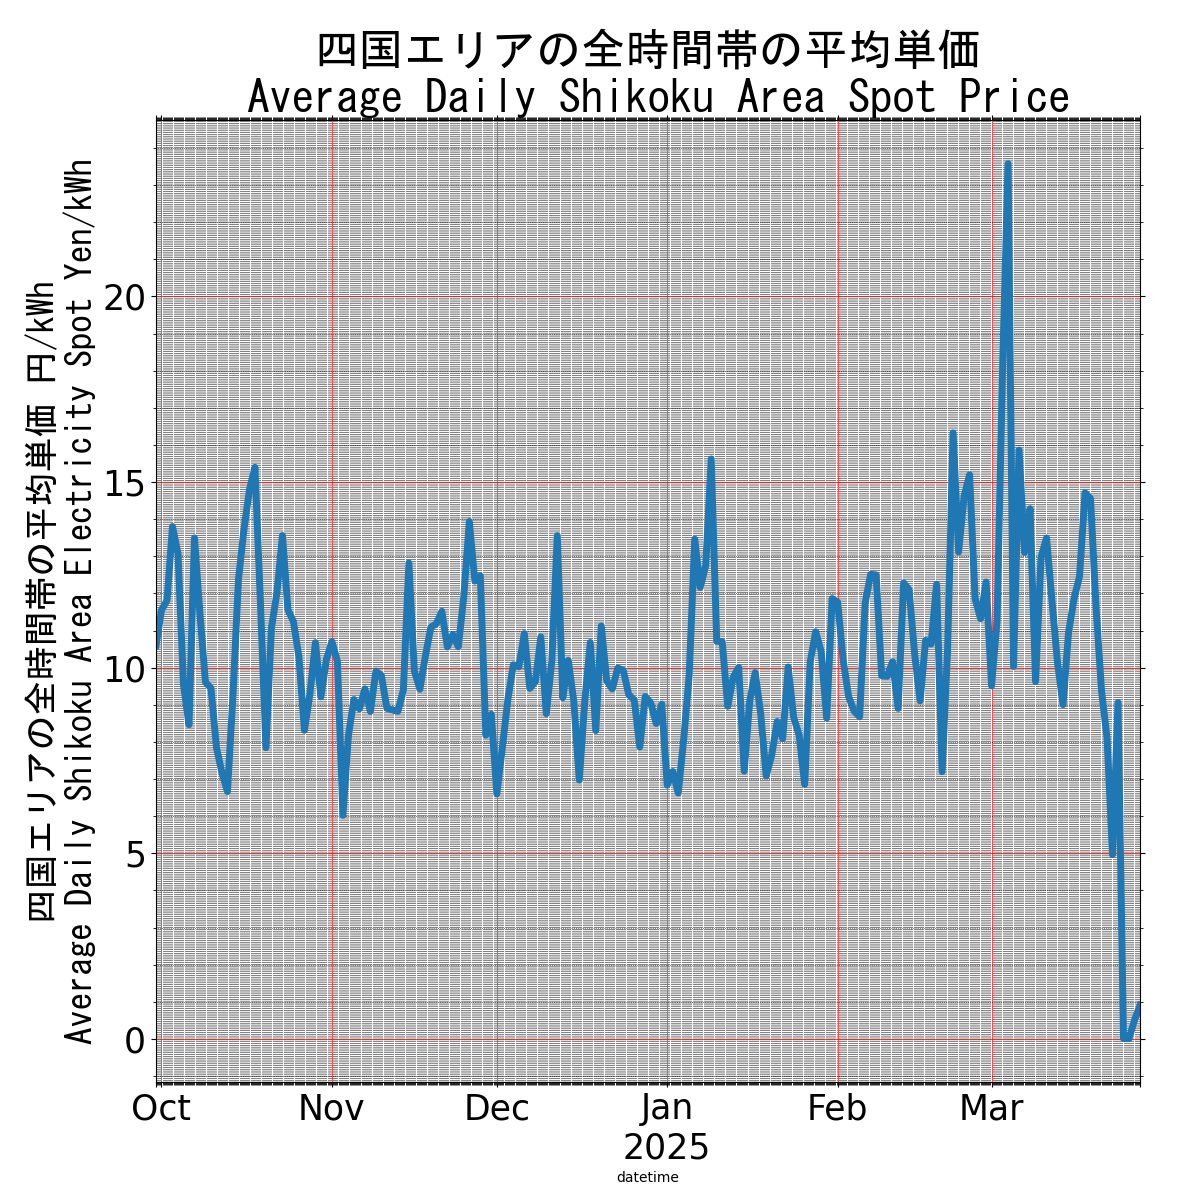 四国エリアの全時間帯の平均単価
Average Daily Shikoku Area Spot Price
四国エリアの全時間帯の平均単価 円/kWh
Average Daily Shikoku Area Electricity Spot Yen/kWh
20
15
10
5
0
Oct Nov Dec Jan Feb Mar
2025
datetime